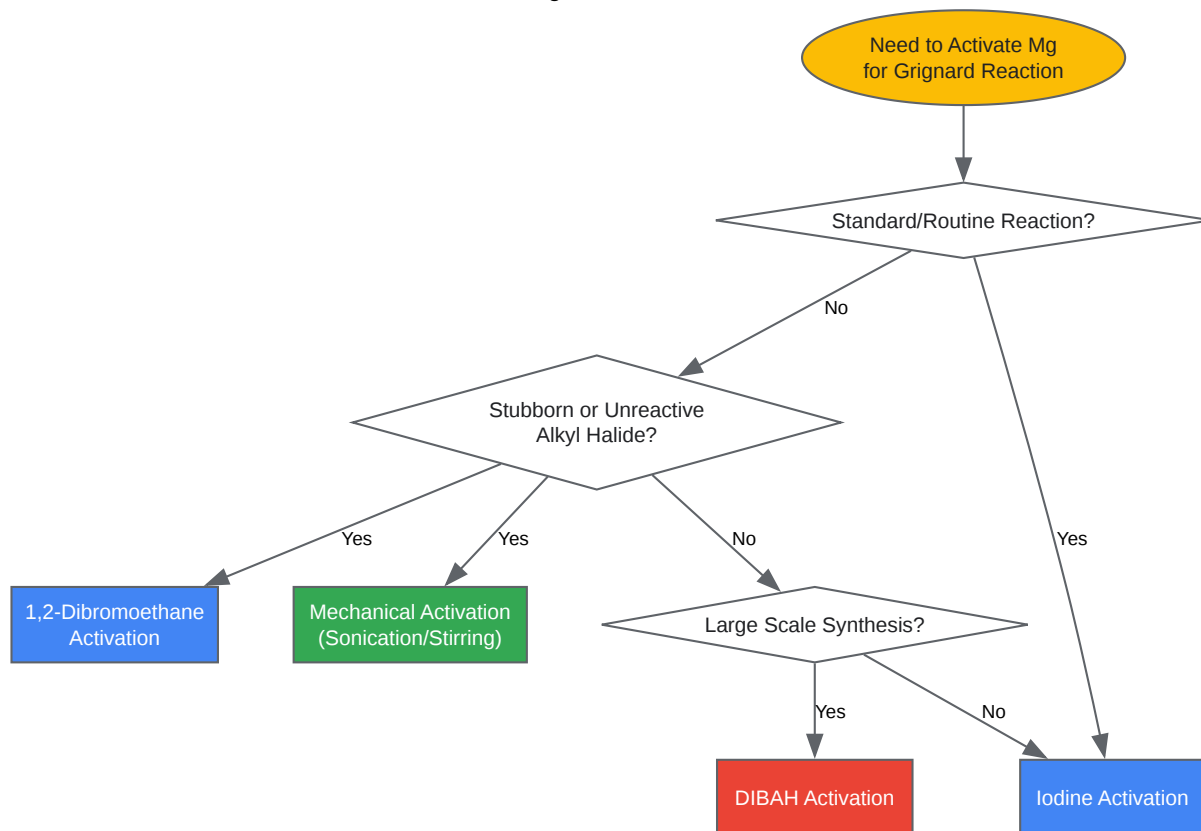 Need to Activate Mg
for Grignard Reaction
Standard/Routine Reaction?
No
Stubborn or Unreactive
Alkyl Halide?
Yes
Yes
No
Yes
1,2-Dibromoethane
Activation
Mechanical Activation
(Sonication/Stirring)
Large Scale Synthesis?
Yes
No
DIBAH Activation
Iodine Activation